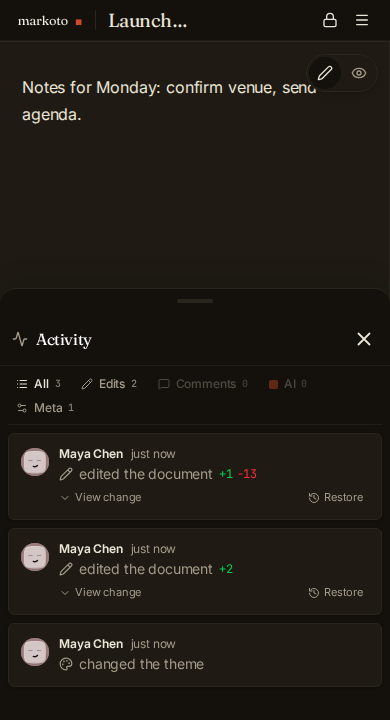 markoto
Launch...
Notes for Monday: confirm venue, send
agenda.
Activity
All 3 Edits 2 Comments 0 AI 0
Meta 1
Maya Chen just now
edited the document +1 -13
View change Restore
Maya Chen just now
edited the document +2
View change Restore
Maya Chen just now
changed the theme